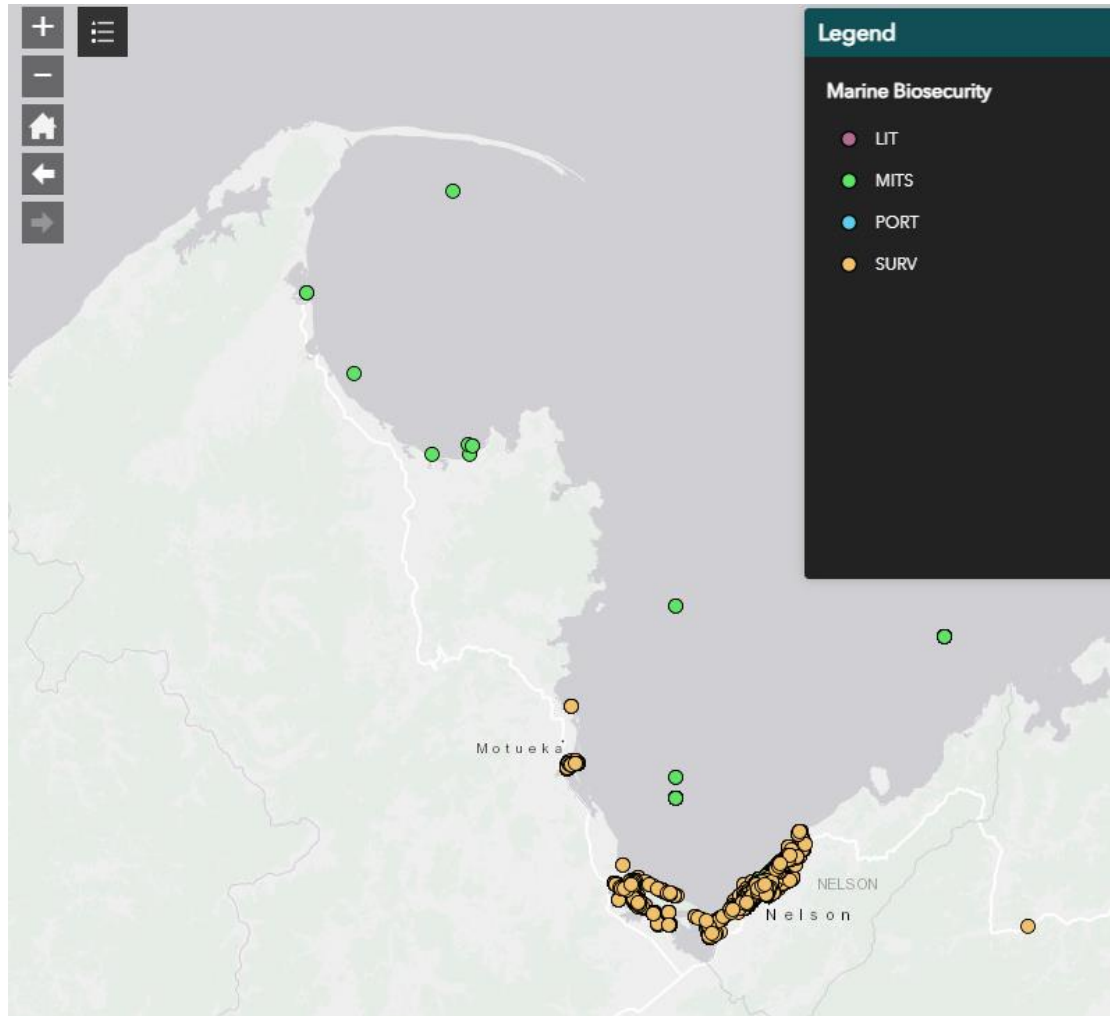 Legend
Marine Biosecurity
LIT
MITS
PORT
SURV
Motueka
NELSON
Nelson